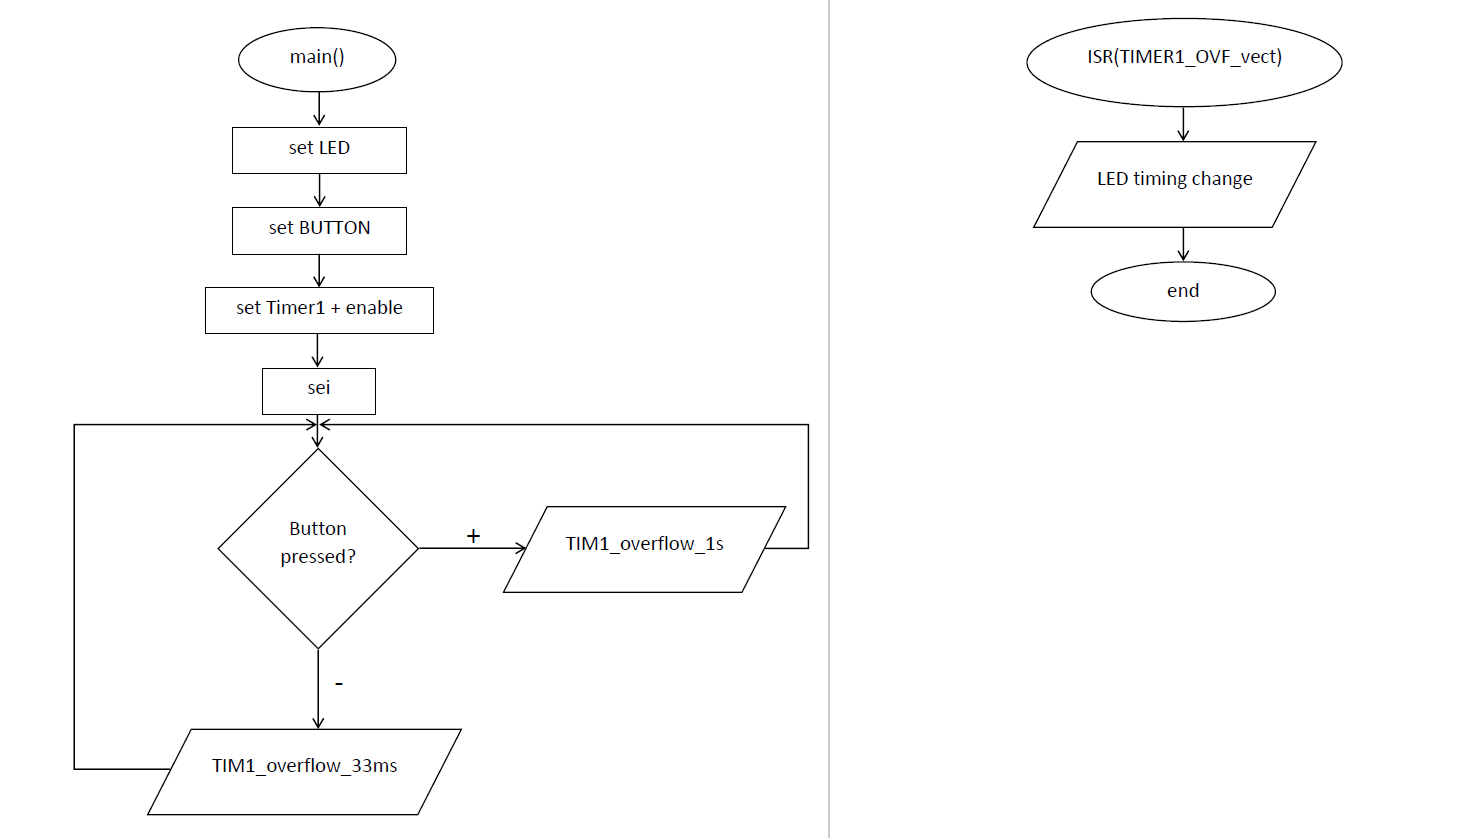 main()
set LED
set BUTTON
set Timer1 + enable
sei
Button
pressed?
+
TIM1_overflow_1s
-
TIM1_overflow_33ms
ISR(TIMER1_OVF_vect)
LED timing change
end